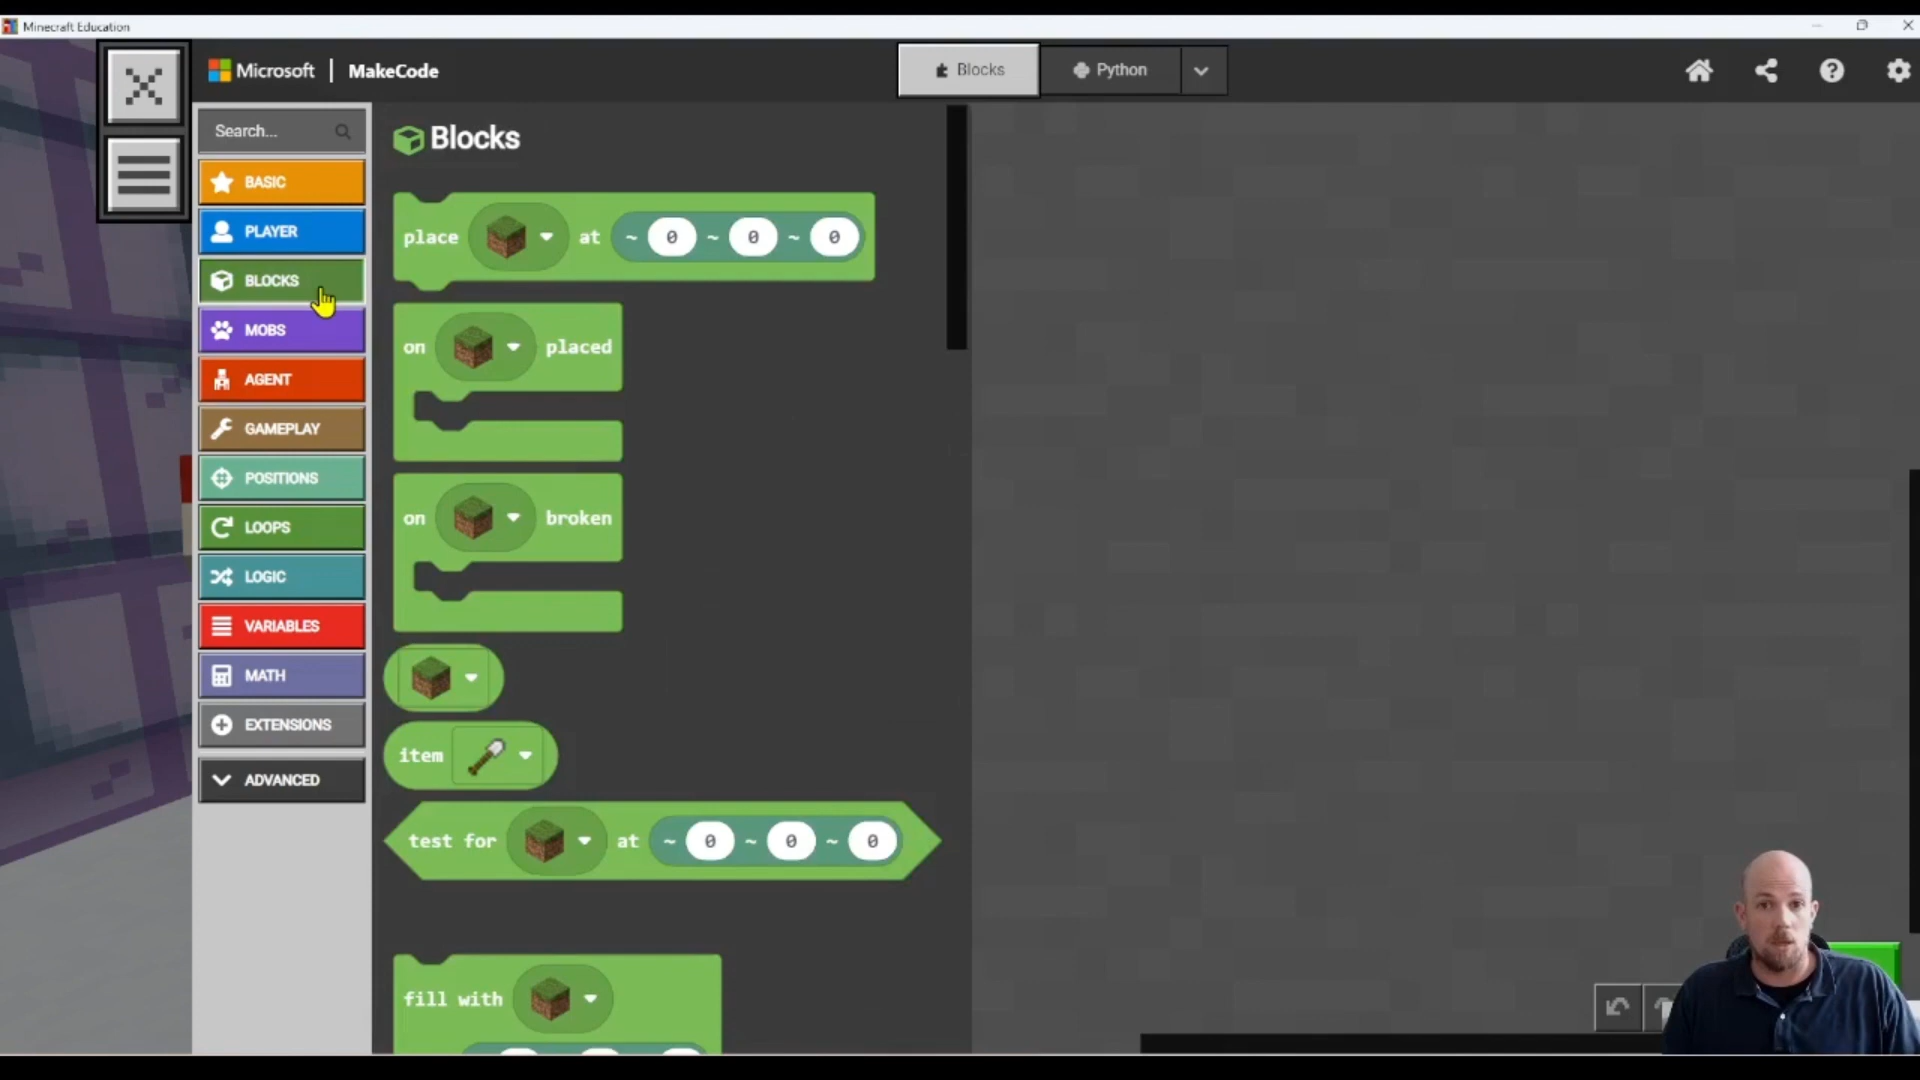 Minecraft Education
Microsoft | MakeCode
Blocks
Python
Search...
BASIC
PLAYER
BLOCKS
MOBS
AGENT
GAMEPLAY
POSITIONS
LOOPS
LOGIC
VARIABLES
MATH
EXTENSIONS
ADVANCED
Blocks
place at ~ 0 ~ 0 ~ 0
on placed
on broken
item
test for at ~ 0 ~ 0 ~ 0
fill with